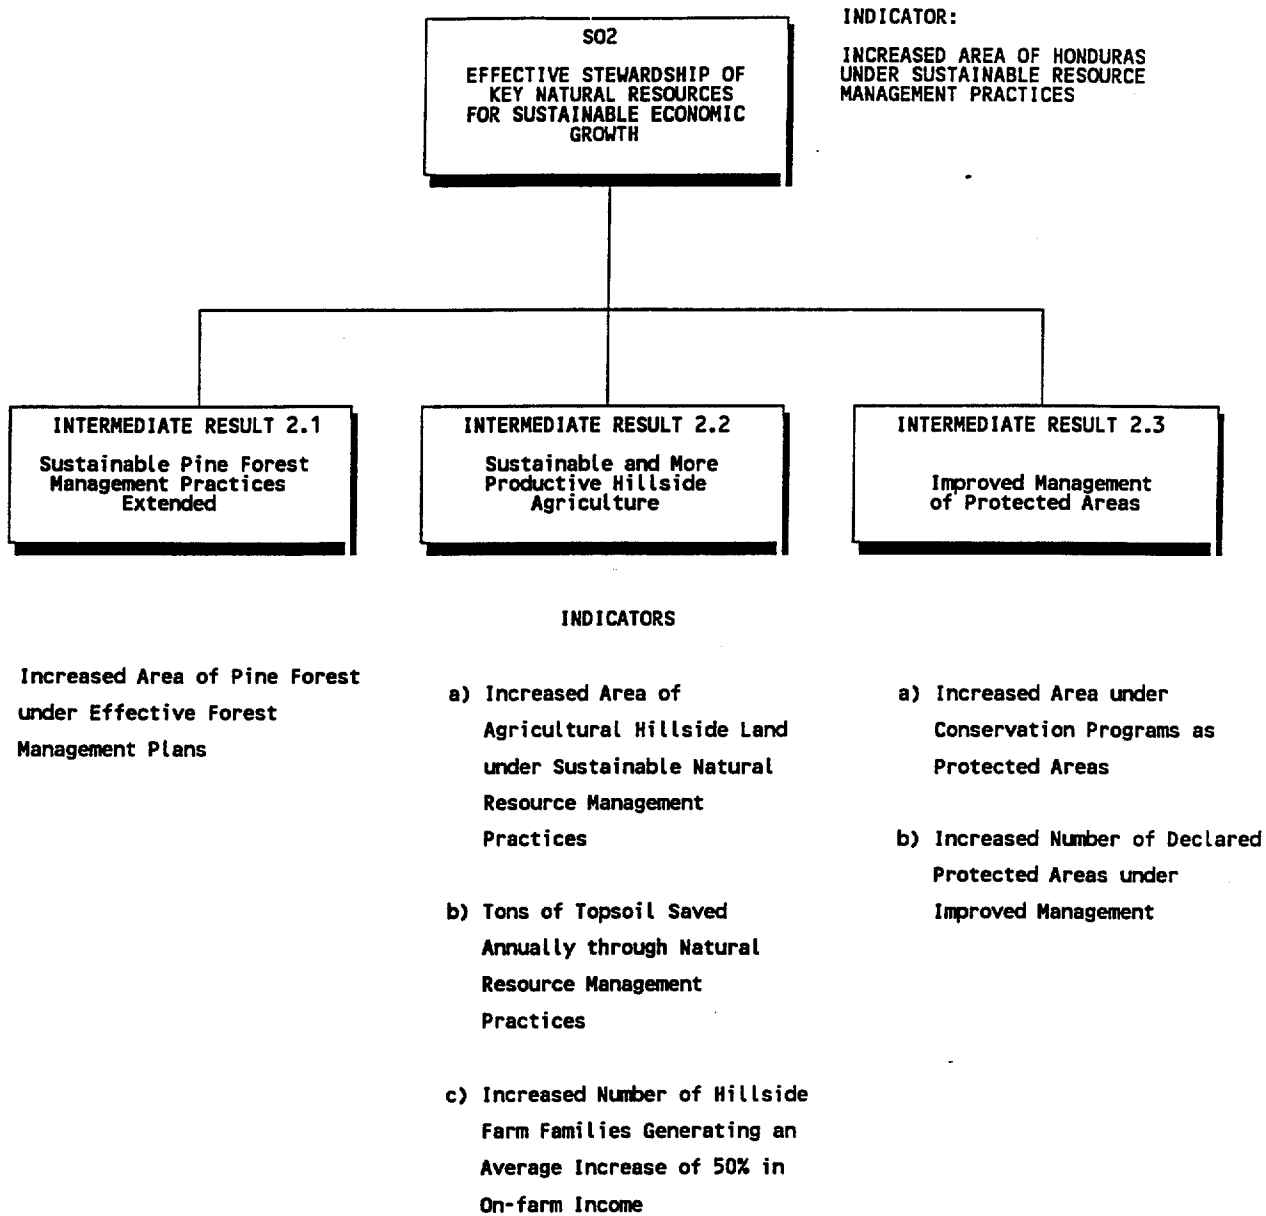 SO2
EFFECTIVE STEWARDSHIP OF
KEY NATURAL RESOURCES
FOR SUSTAINABLE ECONOMIC
GROWTH
INDICATOR:
INCREASED AREA OF HONDURAS
UNDER SUSTAINABLE RESOURCE
MANAGEMENT PRACTICES
INTERMEDIATE RESULT 2.1
Sustainable Pine Forest
Management Practices
Extended
INTERMEDIATE RESULT 2.2
Sustainable and More
Productive Hillside
Agriculture
INTERMEDIATE RESULT 2.3
Improved Management
of Protected Areas
INDICATORS
Increased Area of Pine Forest
under Effective Forest
Management Plans
a) Increased Area of
Agricultural Hillside Land
under Sustainable Natural
Resource Management
Practices
b) Tons of Topsoil Saved
Annually through Natural
Resource Management
Practices
c) Increased Number of Hillside
Farm Families Generating an
Average Increase of 50% in
On-farm Income
a) Increased Area under
Conservation Programs as
Protected Areas
b) Increased Number of Declared
Protected Areas under
Improved Management